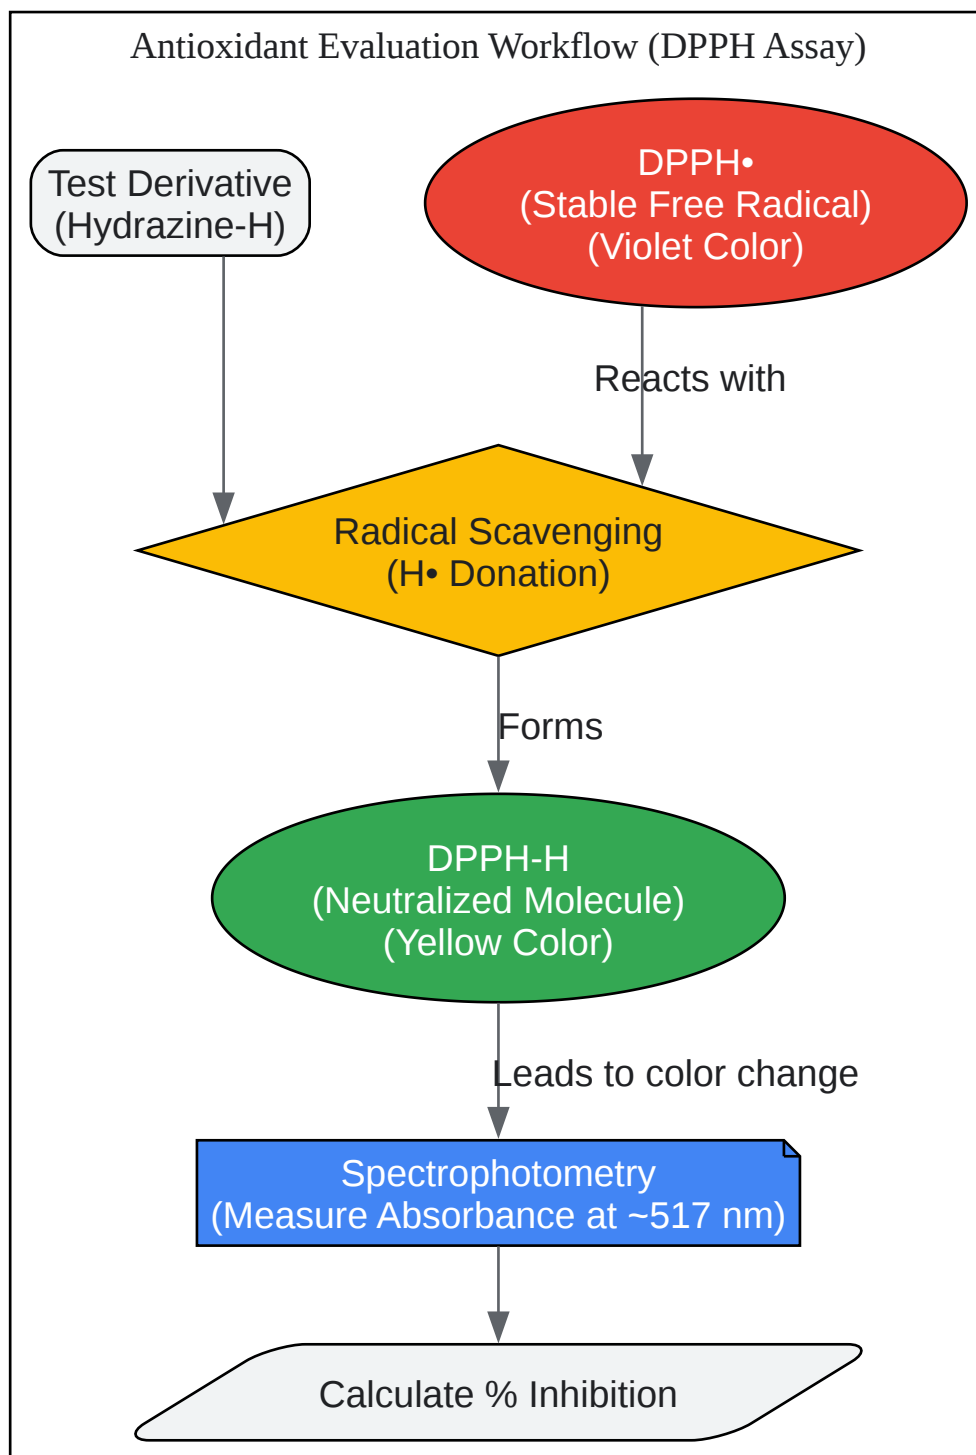 Antioxidant Evaluation Workflow (DPPH Assay)
Test Derivative
(Hydrazine-H)
DPPH•
(Stable Free Radical)
(Violet Color)
Reacts with
Radical Scavenging
(H• Donation)
Forms
DPPH-H
(Neutralized Molecule)
(Yellow Color)
Leads to color change
Spectrophotometry
(Measure Absorbance at ~517 nm)
Calculate % Inhibition